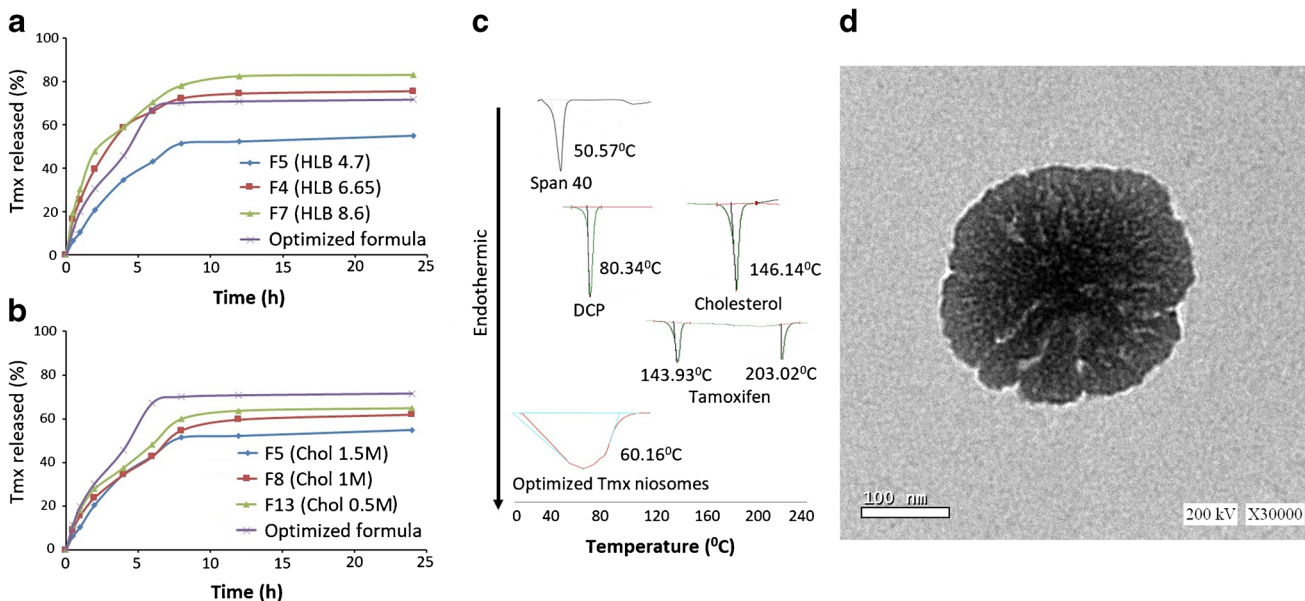 a
100
80
60
40
20
0
Tmx released (%)
F5 (HLB 4.7)
F4 (HLB 6.65)
F7 (HLB 8.6)
Optimized formula
0 5 10 15 20 25
Time (h)
b
100
80
60
40
20
0
Tmx released (%)
F5 (Chol 1.5M)
F8 (Chol 1M)
F13 (Chol 0.5M)
Optimized formula
0 5 10 15 20 25
Time (h)
c
Endothermic
50.57⁰C
Span 40
80.34⁰C
DCP
146.14⁰C
Cholesterol
143.93⁰C
203.02⁰C
Tamoxifen
60.16⁰C
Optimized Tmx niosomes
0 40 80 120 160 200 240
Temperature (⁰C)
d
100 nm
200 kV X30000